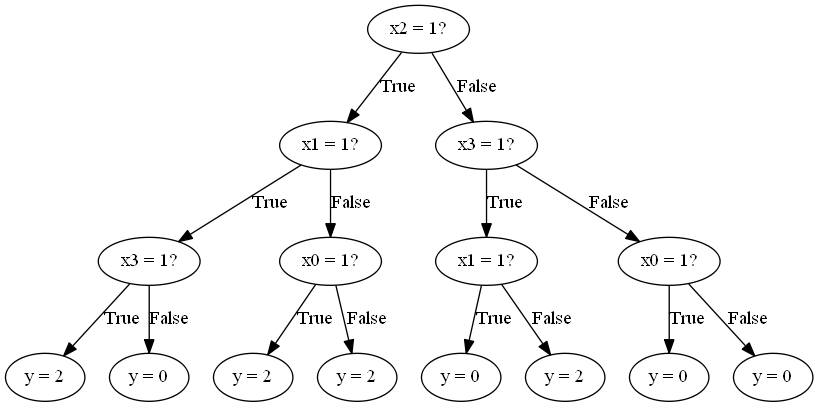 x2 = 1?
True
False
x1 = 1?
x3 = 1?
True
False
True
False
x3 = 1?
x0 = 1?
x1 = 1?
x0 = 1?
True
False
True
False
True
False
True
False
y = 2
y = 0
y = 2
y = 2
y = 0
y = 2
y = 0
y = 0